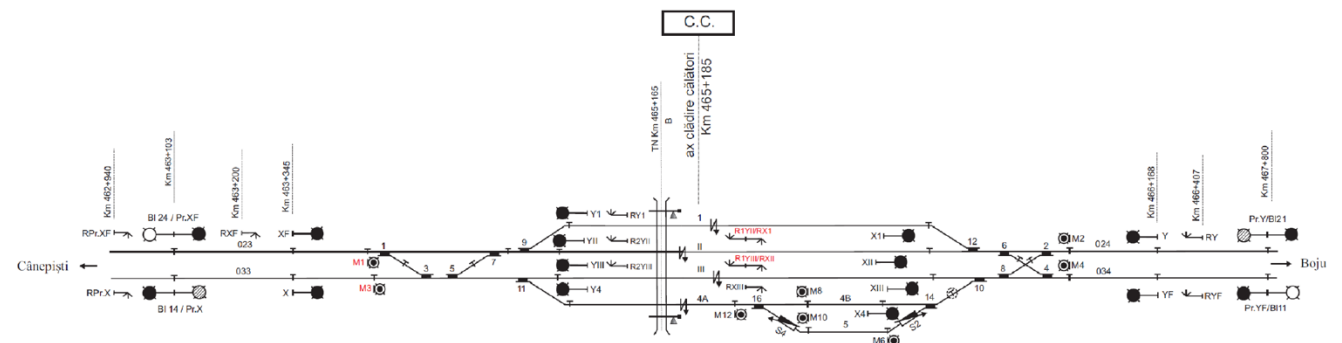 C.C.
ax clădire călători
Km 465+185
TN Km 465+165
B
Km 462+940
Km 463+103
Km 463+200
Km 463+345
Km 466+168
Km 466+407
Km 467+800
BI 24 / Pr.XF
Pr.Y/BI21
RPr.XF
RXF
XF
Y1
RY1
1
R1YII/RX1
X1
M2
Y
RY
023
1
9
YII
R2YII
II
12
6
2
024
Cânepiști
M1
7
R1YIII/RXII
XII
M4
Boju
033
3
5
YIII
R2YIII
III
8
4
034
RPr.X
X
M3
11
Y4
RXIII
M8
XIII
10
YF
RYF
BI 14 / Pr.X
Pr.YF/BI11
4A
16
4B
14
M12
M10
X4
S4
5
S2
M6